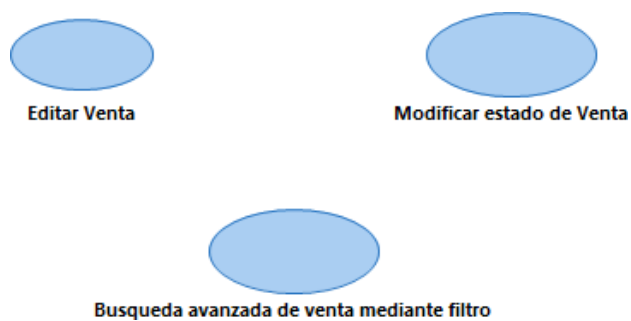 Editar Venta
Modificar estado de Venta
Busqueda avanzada de venta mediante filtro